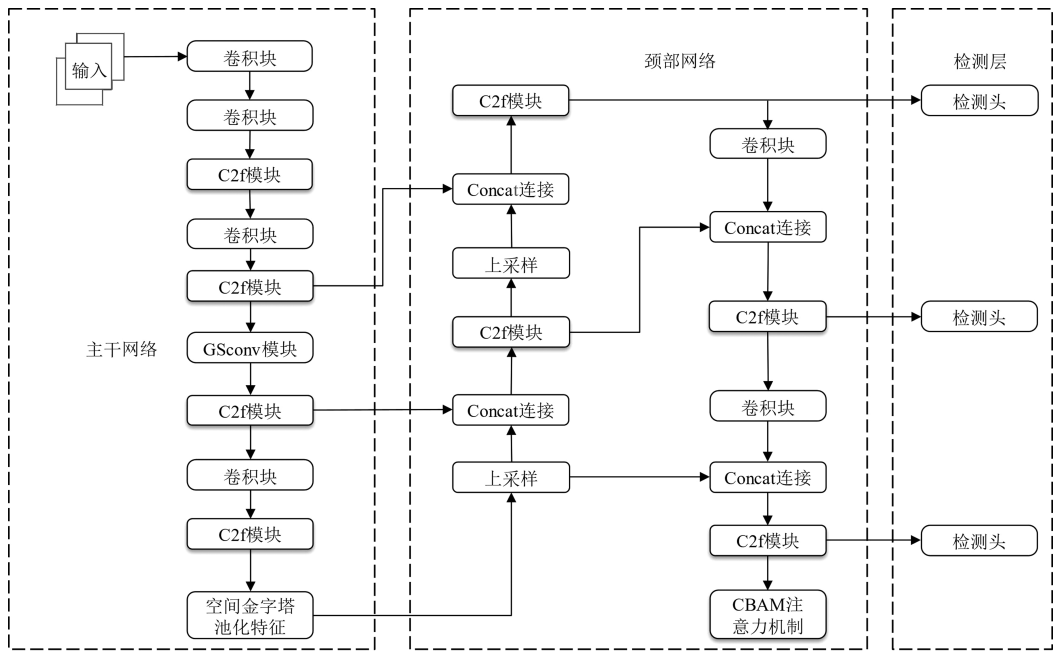 输入
卷积块
卷积块
C2f模块
卷积块
C2f模块
主干网络
GSconv模块
C2f模块
卷积块
C2f模块
空间金字塔
池化特征
颈部网络
C2f模块
Concat连接
上采样
C2f模块
Concat连接
上采样
卷积块
Concat连接
C2f模块
卷积块
Concat连接
C2f模块
CBAM注
意力机制
检测层
检测头
检测头
检测头